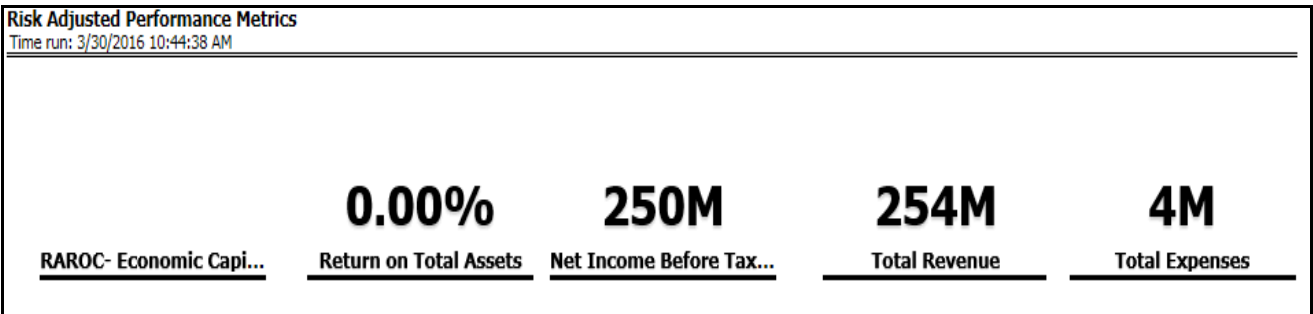 Risk Adjusted Performance Metrics
Time run: 3/30/2016 10:44:38 AM
0.00% 250M 254M 4M
RAROC- Economic Capi... Return on Total Assets Net Income Before Tax... Total Revenue Total Expenses